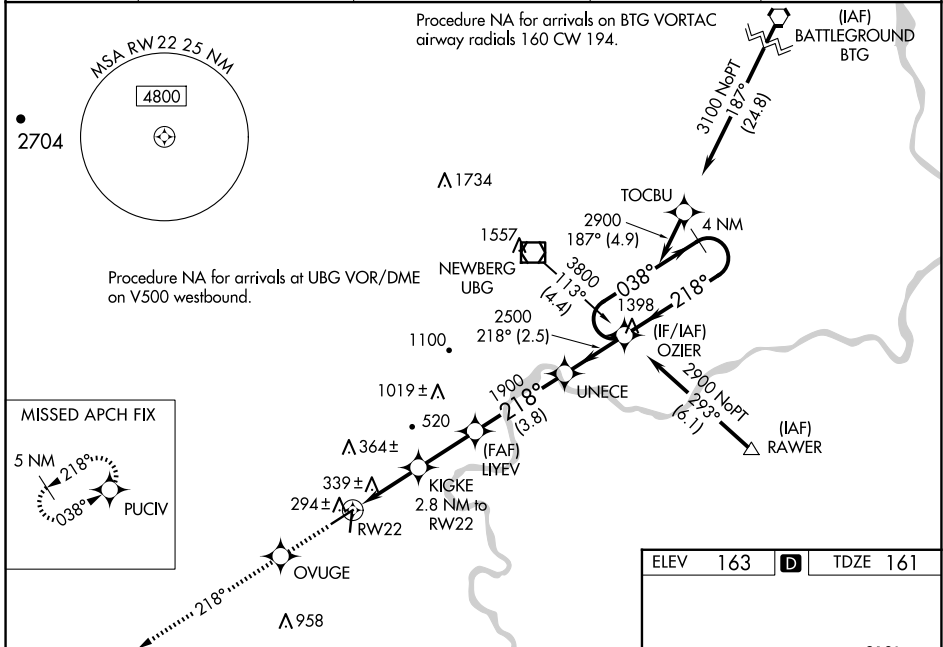 Procedure NA for arrivals on BTG VORTAC
airway radials 160 CW 194.
(IAF)
BATTLEGROUND
BTG
MSA RW22 25 NM
4800
2704
3100 NoPT
187°
(24.8)
1734
TOCBU
4 NM
2900
187° (4.9)
1557
NEWBERG
UBG
3800
113°
(4.4)
038°
218°
Procedure NA for arrivals at UBG VOR/DME
on V500 westbound.
1398
2500
218° (2.5)
(IF/IAF)
OZIER
1100
UNECE
2900 NoPT
293°
(6.1)
1900
218°
(3.8)
1019 ±
(IAF)
RAWER
MISSED APCH FIX
5 NM
218°
038°
PUCIV
520
(FAF)
LIYEV
364 ±
KIGKE
2.8 NM to
RW22
339 ±
294 ±
RW22
OVUGE
218°
958
ELEV 163 D TDZE 161